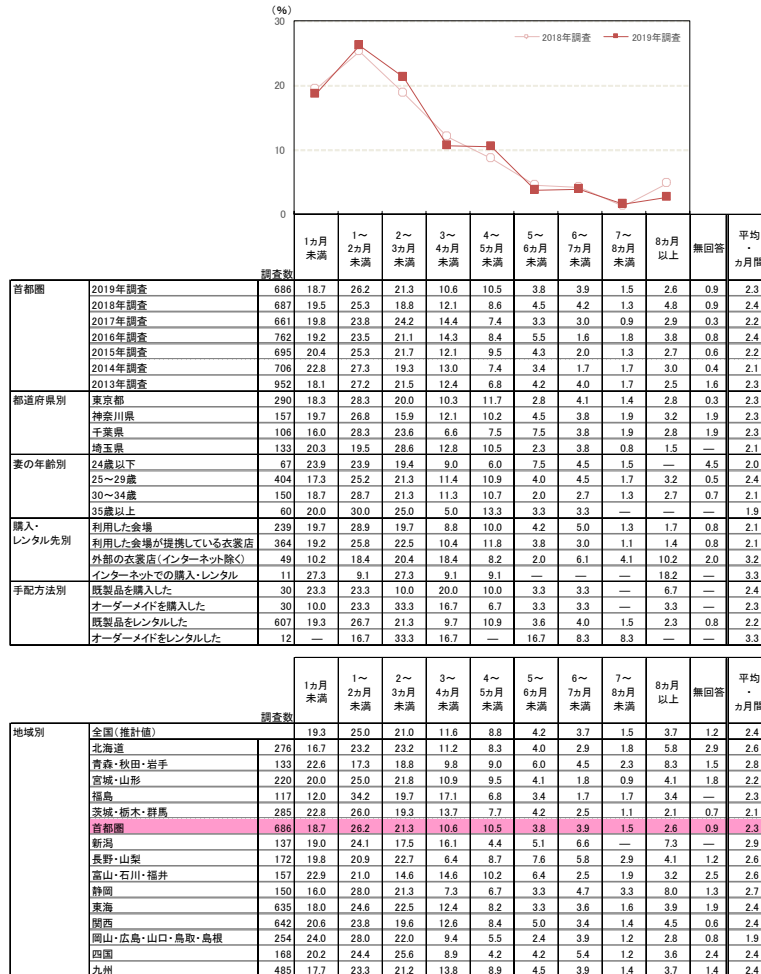 (%)
30
2018年調査 2019年調査
20
10
0
調査数 1ヵ月未満 1～2ヵ月未満 2～3ヵ月未満 3～4ヵ月未満 4～5ヵ月未満 5～6ヵ月未満 6～7ヵ月未満 7～8ヵ月未満 8ヵ月以上 無回答 平均・ヵ月間
首都圏 2019年調査 686 18.7 26.2 21.3 10.6 10.5 3.8 3.9 1.5 2.6 0.9 2.3
2018年調査 687 19.5 25.3 18.8 12.1 8.6 4.5 4.2 1.3 4.8 0.9 2.4
2017年調査 661 19.8 23.8 24.2 14.4 7.4 3.3 3.0 0.9 2.9 0.3 2.2
2016年調査 762 19.2 23.5 21.1 14.3 8.4 5.5 1.6 1.8 3.8 0.8 2.4
2015年調査 695 20.4 25.3 21.7 12.1 9.5 4.3 2.0 1.3 2.7 0.6 2.2
2014年調査 706 22.8 27.3 19.3 13.0 7.4 3.4 1.7 1.7 3.0 0.4 2.1
2013年調査 952 18.1 27.2 21.5 12.4 6.8 4.2 4.0 1.7 2.5 1.6 2.3
都道府県別 東京都 290 18.3 28.3 20.0 10.3 11.7 2.8 4.1 1.4 2.8 0.3 2.3
神奈川県 157 19.7 26.8 15.9 12.1 10.2 4.5 3.8 1.9 3.2 1.9 2.3
千葉県 106 16.0 28.3 23.6 6.6 7.5 7.5 3.8 1.9 2.8 1.9 2.3
埼玉県 133 20.3 19.5 28.6 12.8 10.5 2.3 3.8 0.8 1.5 ― 2.1
妻の年齢別 24歳以下 67 23.9 23.9 19.4 9.0 6.0 7.5 4.5 1.5 ― 4.5 2.0
25～29歳 404 17.3 25.2 21.3 11.4 10.9 4.0 4.5 1.7 3.2 0.5 2.4
30～34歳 150 18.7 28.7 21.3 11.3 10.7 2.0 2.7 1.3 2.7 0.7 2.1
35歳以上 60 20.0 30.0 25.0 5.0 13.3 3.3 3.3 ― ― ― 1.9
購入・レンタル先別 利用した会場 239 19.7 28.9 19.7 8.8 10.0 4.2 5.0 1.3 1.7 0.8 2.1
利用した会場が提携している衣裳店 364 19.2 25.8 22.5 10.4 11.8 3.8 3.0 1.1 1.4 0.8 2.1
外部の衣裳店(インターネット除く) 49 10.2 18.4 20.4 18.4 8.2 2.0 6.1 4.1 10.2 2.0 3.2
インターネットでの購入・レンタル 11 27.3 9.1 27.3 9.1 9.1 ― ― ― 18.2 ― 3.3
手配方法別 既製品を購入した 30 23.3 23.3 10.0 20.0 10.0 3.3 3.3 ― 6.7 ― 2.4
オーダーメイドを購入した 30 10.0 23.3 33.3 16.7 6.7 3.3 3.3 ― 3.3 ― 2.3
既製品をレンタルした 607 19.3 26.7 21.3 9.7 10.9 3.6 4.0 1.5 2.3 0.8 2.2
オーダーメイドをレンタルした 12 ― 16.7 33.3 16.7 ― 16.7 8.3 8.3 ― ― 3.3
調査数 1ヵ月未満 1～2ヵ月未満 2～3ヵ月未満 3～4ヵ月未満 4～5ヵ月未満 5～6ヵ月未満 6～7ヵ月未満 7～8ヵ月未満 8ヵ月以上 無回答 平均・ヵ月間
地域別 全国(推計値) 19.3 25.0 21.0 11.6 8.8 4.2 3.7 1.5 3.7 1.2 2.4
北海道 276 16.7 23.2 23.2 11.2 8.3 4.0 2.9 1.8 5.8 2.9 2.6
青森・秋田・岩手 133 22.6 17.3 18.8 9.8 9.0 6.0 4.5 2.3 8.3 1.5 2.8
宮城・山形 220 20.0 25.0 21.8 10.9 9.5 4.1 1.8 0.9 4.1 1.8 2.2
福島 117 12.0 34.2 19.7 17.1 6.8 3.4 1.7 1.7 3.4 ― 2.3
茨城・栃木・群馬 285 22.8 26.0 19.3 13.7 7.7 4.2 2.5 1.1 2.1 0.7 2.1
首都圏 686 18.7 26.2 21.3 10.6 10.5 3.8 3.9 1.5 2.6 0.9 2.3
新潟 137 19.0 24.1 17.5 16.1 4.4 5.1 6.6 ― 7.3 ― 2.9
長野・山梨 172 19.8 20.9 22.7 6.4 8.7 7.6 5.8 2.9 4.1 1.2 2.6
富山・石川・福井 157 22.9 21.0 14.6 14.6 10.2 6.4 2.5 1.9 3.2 2.5 2.6
静岡 150 16.0 28.0 21.3 7.3 6.7 3.3 4.7 3.3 8.0 1.3 2.7
東海 635 18.0 24.6 22.5 12.4 8.2 3.3 3.6 1.6 3.9 1.9 2.4
関西 642 20.6 23.8 19.6 12.6 8.4 5.0 3.4 1.4 4.5 0.6 2.4
岡山・広島・山口・鳥取・島根 254 24.0 28.0 22.0 9.4 5.5 2.4 3.9 1.2 2.8 0.8 1.9
四国 168 20.2 24.4 25.6 8.9 4.2 4.2 5.4 1.2 3.6 2.4 2.4
九州 485 17.7 23.3 21.2 13.8 8.9 4.5 3.9 1.4 3.7 1.4 2.4